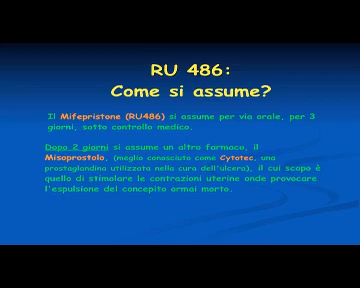 RU 486:
Come si assume?
Il Mifepristone (RU486) si assume per via orale, per 3
giorni, sotto controllo medico.
Dopo 2 giorni si assume un altro farmaco, il
Misoprostolo, (meglio conosciuto come Cytotec, una
prostaglandina utilizzata nella cura dell'ulcera), il cui scopo è
quello di stimolare le contrazioni uterine onde provocare
l'espulsione del concepito ormai morto.